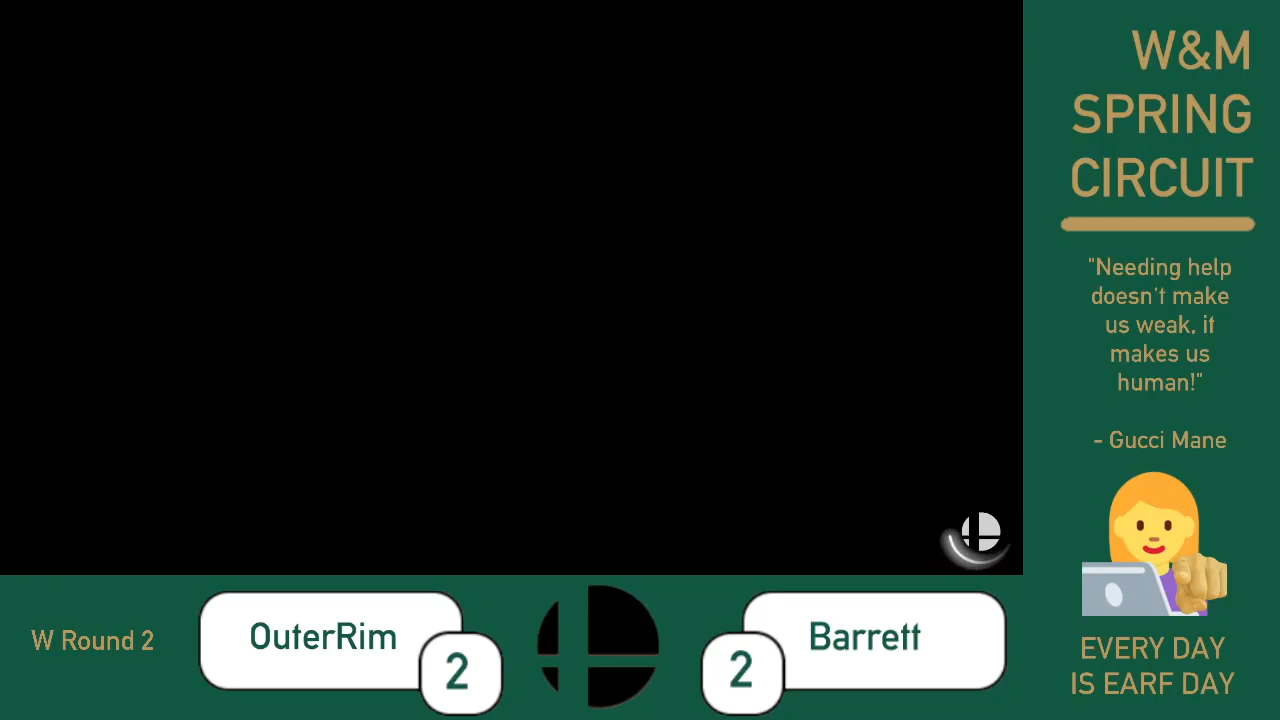 W&M
SPRING
CIRCUIT
"Needing help
doesn't make
us weak, it
makes us
human!"
- Gucci Mane
EVERY DAY
IS EARF DAY
W Round 2
OuterRim
2
2
Barrett